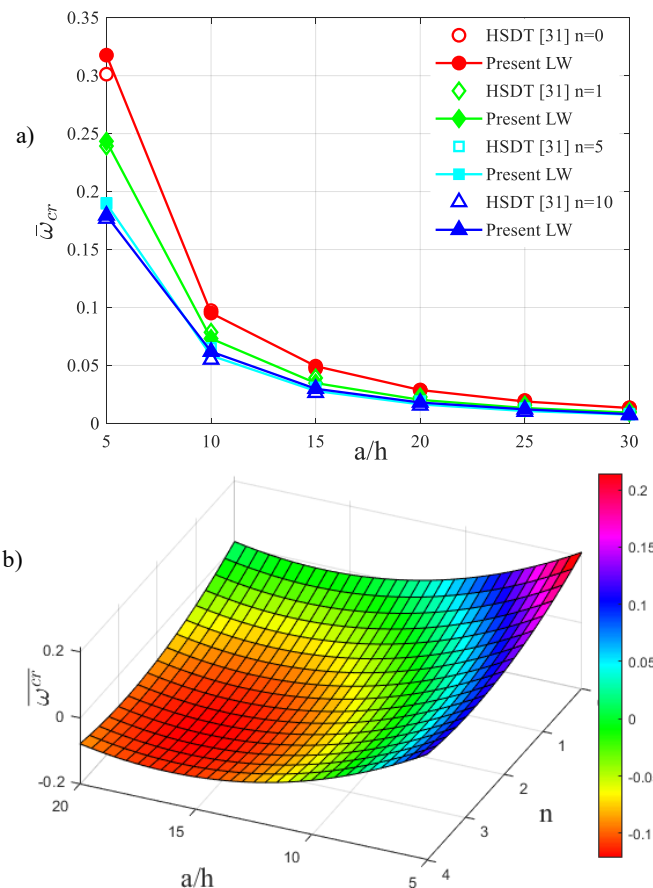 a)
0.35
0.3
0.25
0.2
0.15
0.1
0.05
0
ω̄cr
5
10
15
20
25
30
a/h
HSDT [31] n=0
Present LW
HSDT [31] n=1
Present LW
HSDT [31] n=5
Present LW
HSDT [31] n=10
Present LW
b)
0.2
0
-0.2
ω̄cr
20
15
10
5
a/h
4
3
2
1
n
0.2
0.15
0.1
0.05
0
-0.0
-0.1